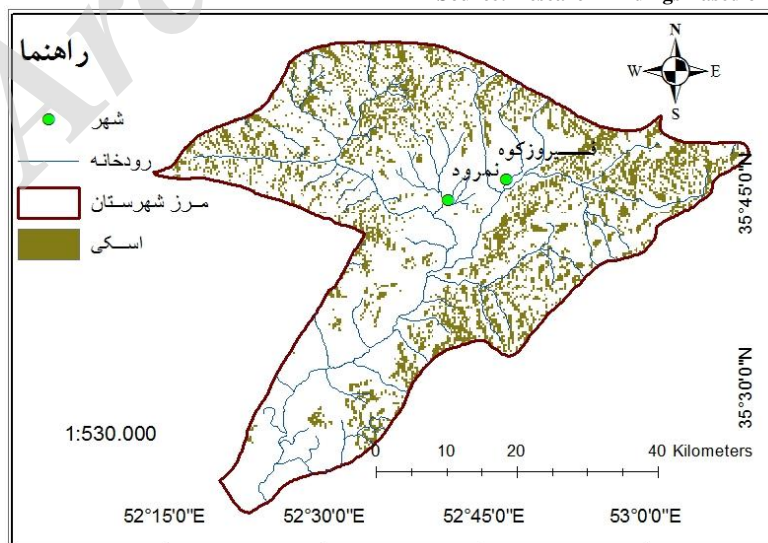 راهنما
شهر
رودخانه
مرز شهرستان
اسکی
N
W E
S
فیروزکوه
نمرود
35°45'0"N
35°30'0"N
1:530.000
0 10 20 40 Kilometers
52°15'0"E 52°30'0"E 52°45'0"E 53°0'0"E